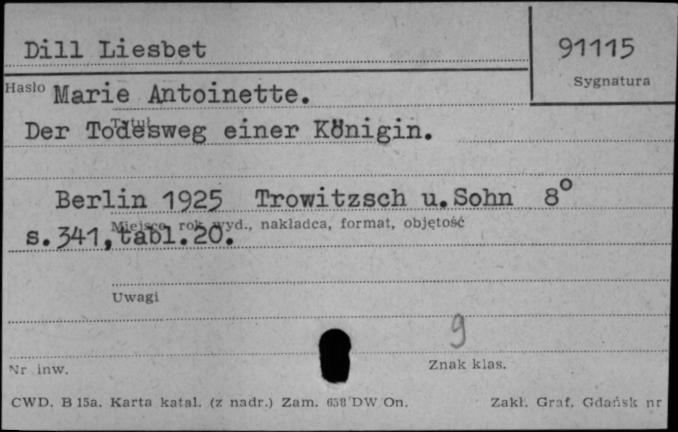 Dill Liesbet
91115
Hasło
Sygnatura
Marie Antoinette.
Tytuł
Der Todesweg einer Königin.
Berlin 1925 Trowitzsch u.Sohn 8°
Miejsce, rok wyd., nakładca, format, objętość
s.341,tabl.20.
Uwagi
9
Nr inw.
Znak klas.
CWD. B 15a. Karta katal. (z nadr.) Zam. 658 DW On.
Zakł. Graf. Gdańsk nr